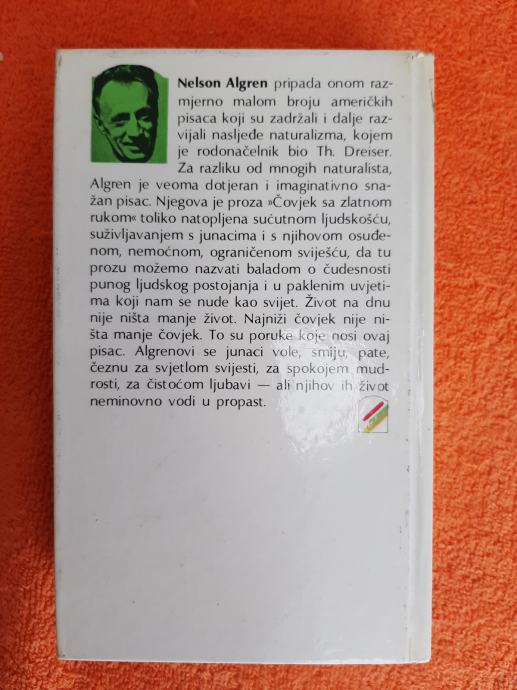 Nelson Algren pripada onom raz-
mjerno malom broju američkih
pisaca koji su zadržali i dalje raz-
vijali nasljeđe naturalizma, kojem
je rodonačelnik bio Th. Dreiser.
Za razliku od mnogih naturalista,
Algren je veoma dotjeran i imaginativno sna-
žan pisac. Njegova je proza »Čovjek sa zlatnom
rukom« toliko natopljena sućutnom ljudskošću,
suživljavanjem s junacima i s njihovom osuđe-
nom, nemoćnom, ograničenom sviješću, da tu
prozu možemo nazvati baladom o čudesnosti
punog ljudskog postojanja i u paklenim uvjeti-
ma koji nam se nude kao svijet. Život na dnu
nije ništa manje život. Najniži čovjek nije ni-
šta manje čovjek. To su poruke koje nosi ovaj
pisac. Algrenovi se junaci vole, smiju, pate,
čeznu za svjetlom svijesti, za spokojem mud-
rosti, za čistoćom ljubavi — ali njihov ih život
neminovno vodi u propast.